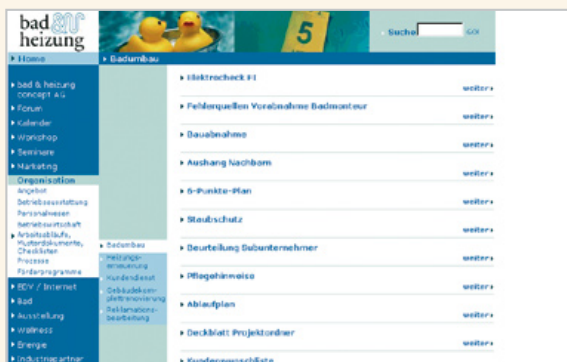 bad &
heizung
5
Suche GO!
Home
Badumbau
bad & heizung
concept AG
Forum
Kalender
Workshop
Seminare
Marketing
Organisation
Angebot
Betriebsausstattung
Personalwesen
Betriebswirtschaft
Arbeitsabläufe,
Musterdokumente,
Checklisten
Prozesse
Förderprogramme
EDV / Internet
Bad
Ausstellung
Wellness
Energie
Industriepartner
Badumbau
Heizungs-
erneuerung
Kundendienst
Gebäudekom-
plettrenovierung
Reklamations-
bearbeitung
Elektrocheck FI
weiter
Fehlerquellen Vorabnahme Badmonteur
weiter
Bauabnahme
weiter
Aushang Nachbarn
weiter
6-Punkte-Plan
weiter
Staubschutz
weiter
Beurteilung Subunternehmer
weiter
Pflegehinweise
weiter
Ablaufplan
weiter
Deckblatt Projektordner
weiter
Kundenwunschliste